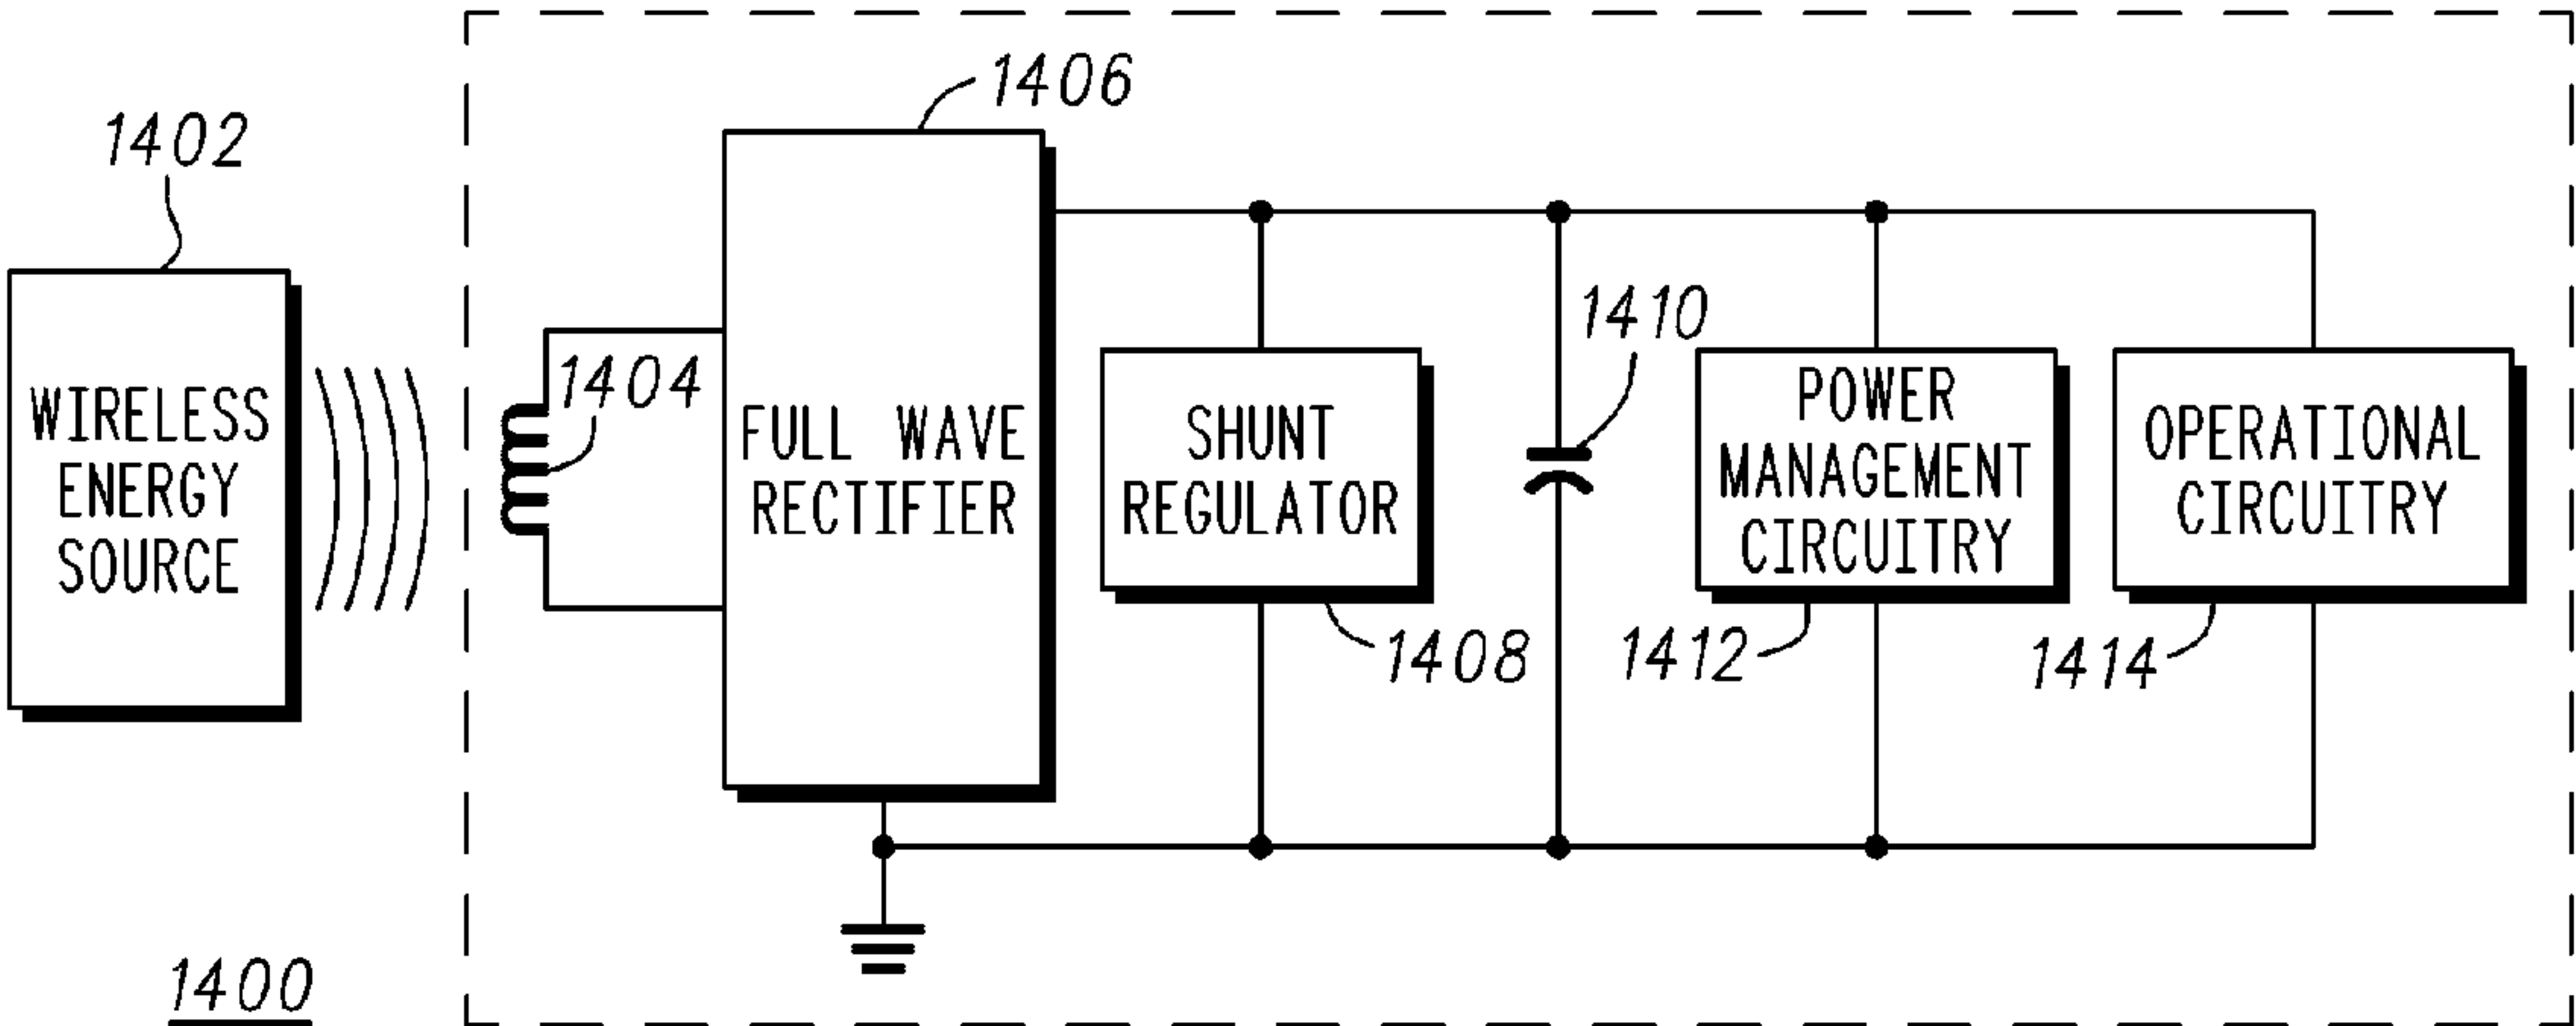 1406
1402
1410
1404
WIRELESS
ENERGY
SOURCE
FULL WAVE
RECTIFIER
SHUNT
REGULATOR
POWER
MANAGEMENT
CIRCUITRY
OPERATIONAL
CIRCUITRY
1408
1412
1414
1400